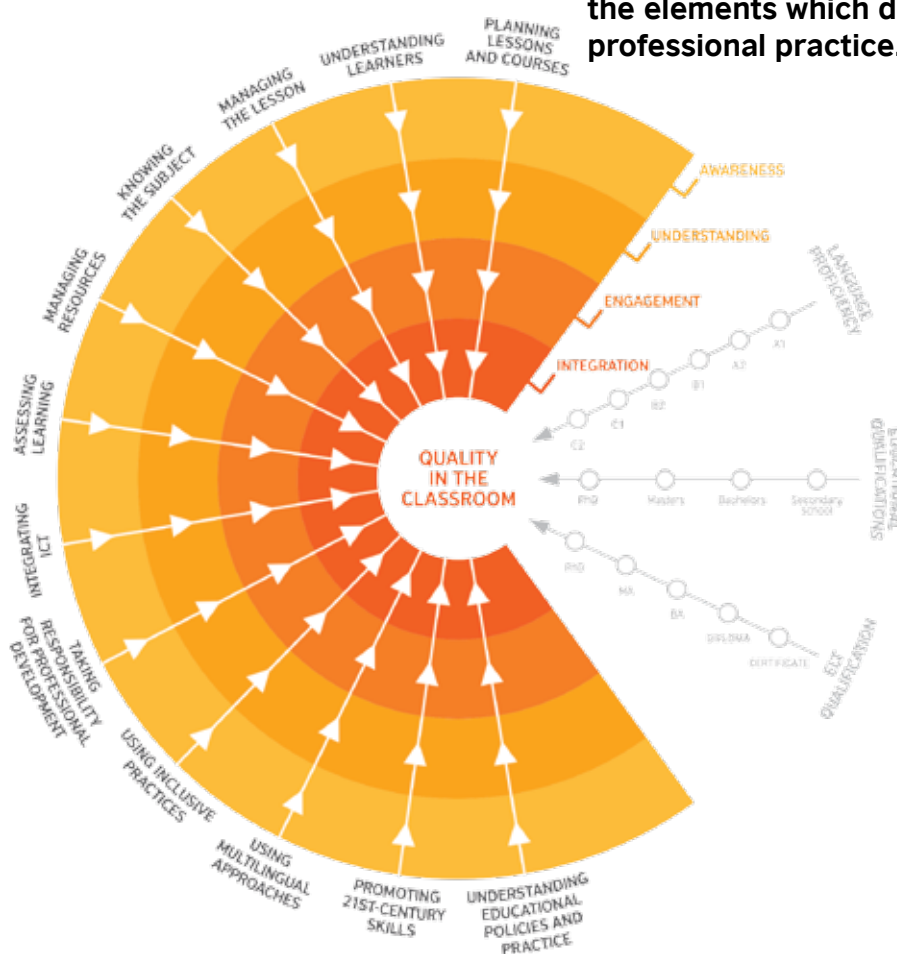 the elements which d
professional practice.
PLANNING
LESSONS
AND COURSES
UNDERSTANDING
LEARNERS
MANAGING
THE LESSON
KNOWING
THE SUBJECT
MANAGING
RESOURCES
ASSESSING
LEARNING
INTEGRATING
ICT
TAKING
RESPONSIBILITY
FOR PROFESSIONAL
DEVELOPMENT
USING INCLUSIVE
PRACTICES
USING
MULTILINGUAL
APPROACHES
PROMOTING
21ST-CENTURY
SKILLS
UNDERSTANDING
EDUCATIONAL
POLICIES AND
PRACTICE
AWARENESS
UNDERSTANDING
ENGAGEMENT
INTEGRATION
QUALITY
IN THE
CLASSROOM
LANGUAGE
PROFICIENCY
A1
A2
B1
B2
C1
C2
QUALIFICATIONS
PhD
Masters
Bachelors
Secondary
school
ELT
QUALIFICATION
PhD
MA
BA
DIPLOMA
CERTIFICATE